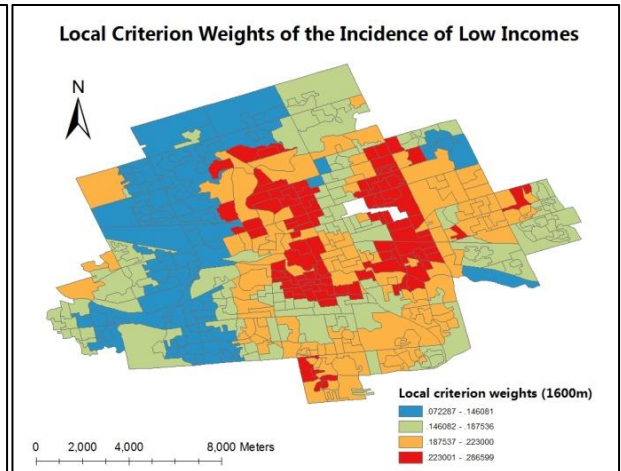 Local Criterion Weights of the Incidence of Low Incomes
N
Local criterion weights (1600m)
.072287 - .146081
.146082 - .187536
.187537 - .223000
.223001 - .286599
0 2,000 4,000 8,000 Meters